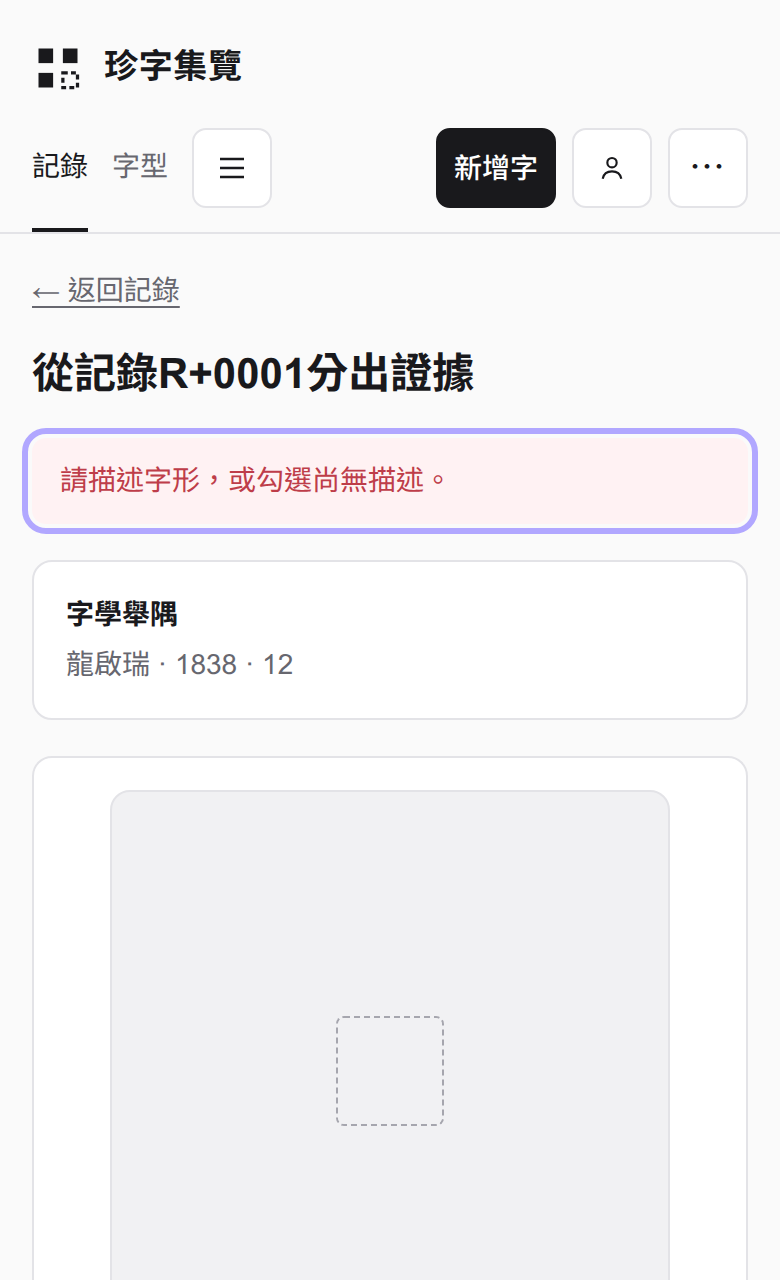 珍字集覽
記錄 字型 新增字 ···
← 返回記錄
從記錄R+0001分出證據
請描述字形，或勾選尚無描述。
字學舉隅
龍啟瑞 · 1838 · 12